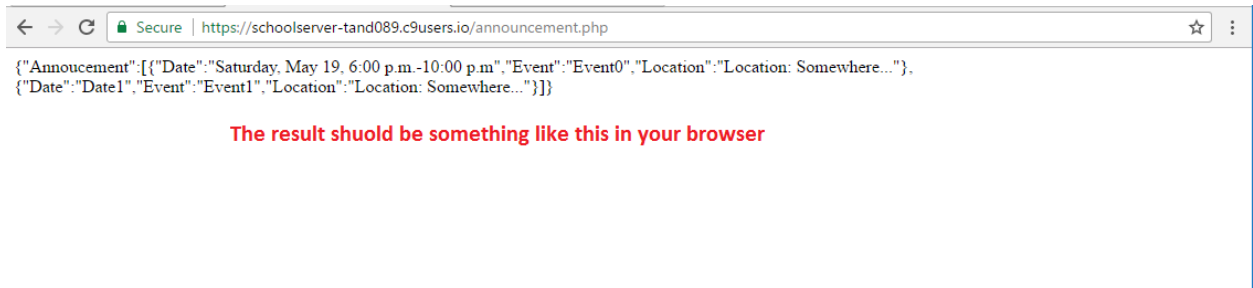 Secure | https://schoolserver-tand089.c9users.io/announcement.php
{"Annoucement":[{"Date":"Saturday, May 19, 6:00 p.m.-10:00 p.m","Event":"Event0","Location":"Location: Somewhere..."},
{"Date":"Date1","Event":"Event1","Location":"Location: Somewhere..."}]}
The result shuold be something like this in your browser